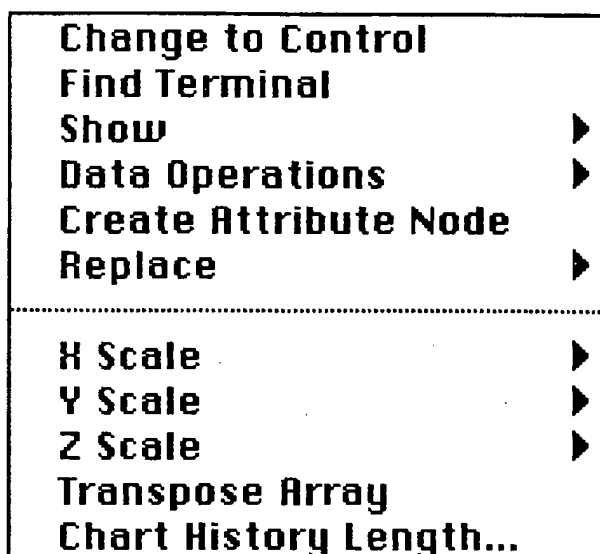 Change to Control
Find Terminal
Show
Data Operations
Create Attribute Node
Replace
X Scale
Y Scale
Z Scale
Transpose Array
Chart History Length...